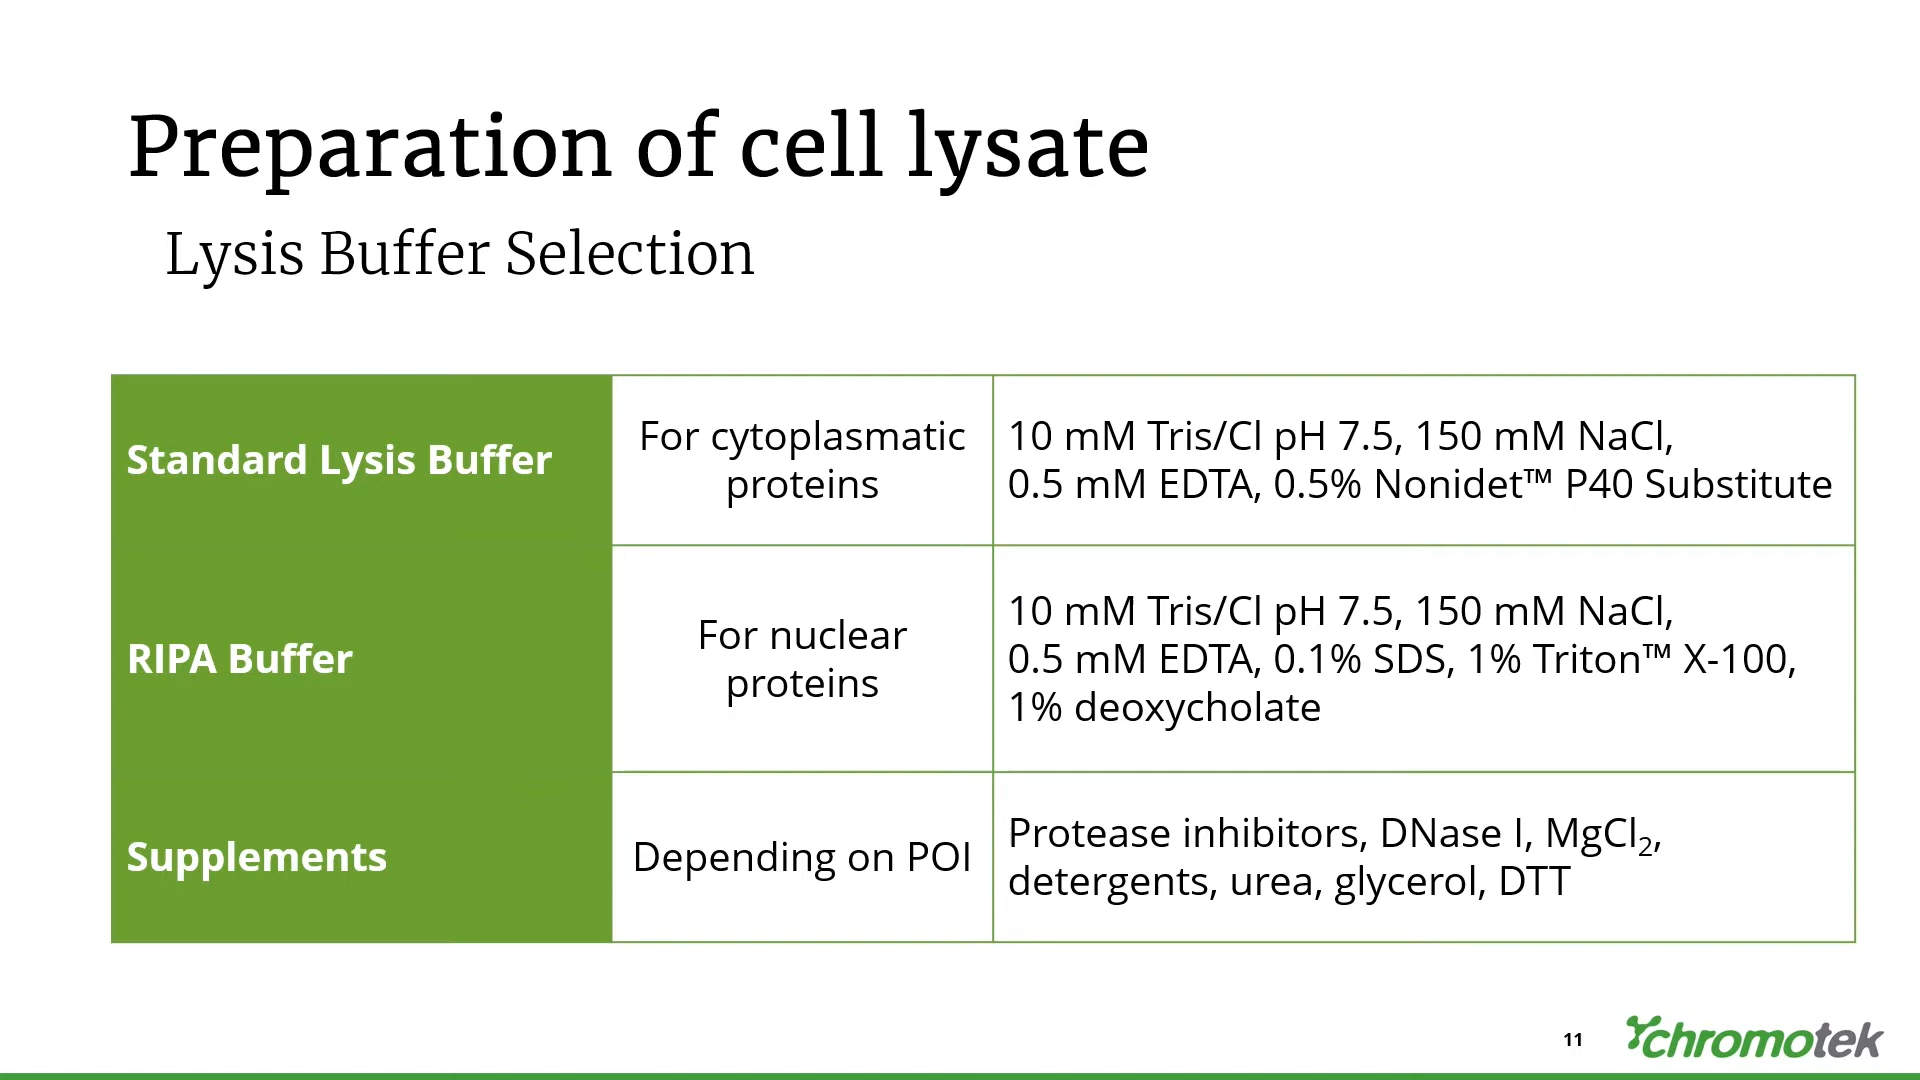 Preparation of cell lysate
Lysis Buffer Selection
Standard Lysis Buffer
For cytoplasmatic
proteins
10 mM Tris/Cl pH 7.5, 150 mM NaCl,
0.5 mM EDTA, 0.5% Nonidet™ P40 Substitute
RIPA Buffer
For nuclear
proteins
10 mM Tris/Cl pH 7.5, 150 mM NaCl,
0.5 mM EDTA, 0.1% SDS, 1% Triton™ X-100,
1% deoxycholate
Supplements
Depending on POI
Protease inhibitors, DNase I, MgCl₂,
detergents, urea, glycerol, DTT
11
chromotek